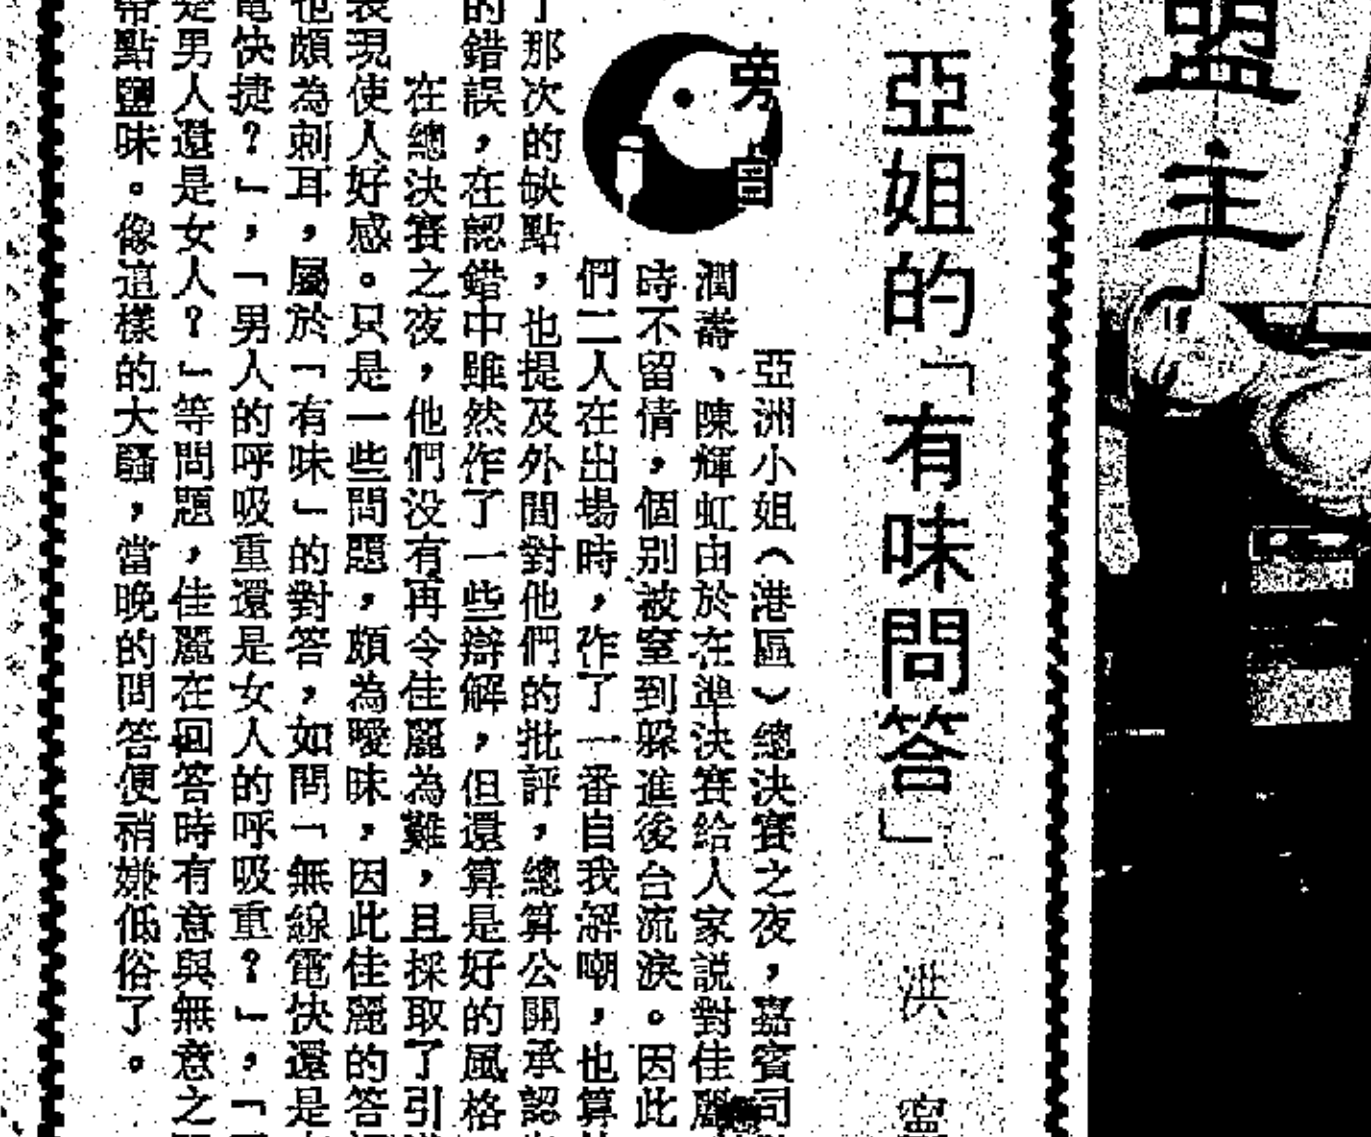 盟主
亞姐的「有味問答」 洪
旁白
亞洲小姐（港區）總決賽之夜，嘉賓司
潤壽、陳輝虹由於在準決賽給人家説對佳麗
時不留情，個別被窒到躲進後台流淚。因此
們二人在出場時，作了一番自我解嘲，也算
了那次的缺點，也提及外間對他們的批評，總算公開承認
的錯誤，在認錯中雖然作了一些辯解，但還算是好的風格
在總決賽之夜，他們没有再令佳麗為難，且採取了引
表現使人好感。只是一些問題，頗為曖昧，因此佳麗的答
也頗為刺耳，屬於「有味」的對答，如問「無線電快還是
電快捷？」，「男人的呼吸重還是女人的呼吸重？」，「
是男人還是女人？」等問題，佳麗在回答時有意與無意之
帶點鹽味。像這樣的大騷，當晚的問答便稍嫌低俗了。